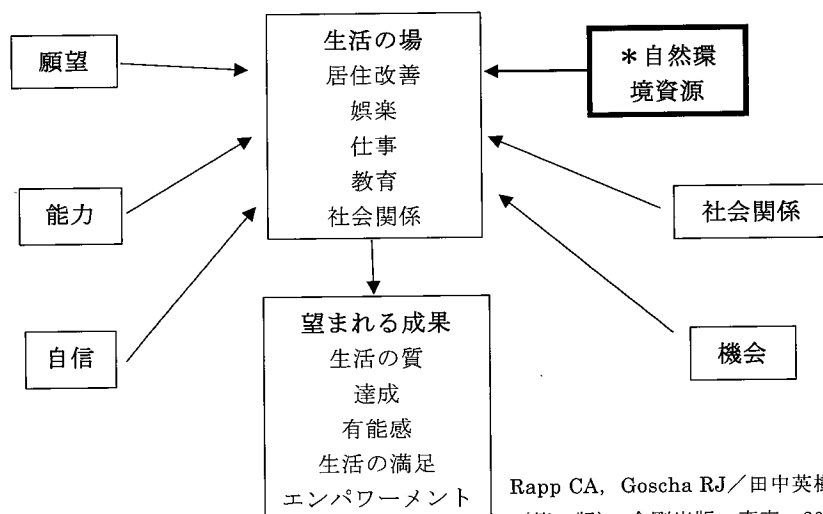 願望
能力
自信
生活の場
居住改善
娯楽
仕事
教育
社会関係
望まれる成果
生活の質
達成
有能感
生活の満足
エンパワーメント
＊自然環
境資源
社会関係
機会
Rapp CA，Goscha RJ／田中英